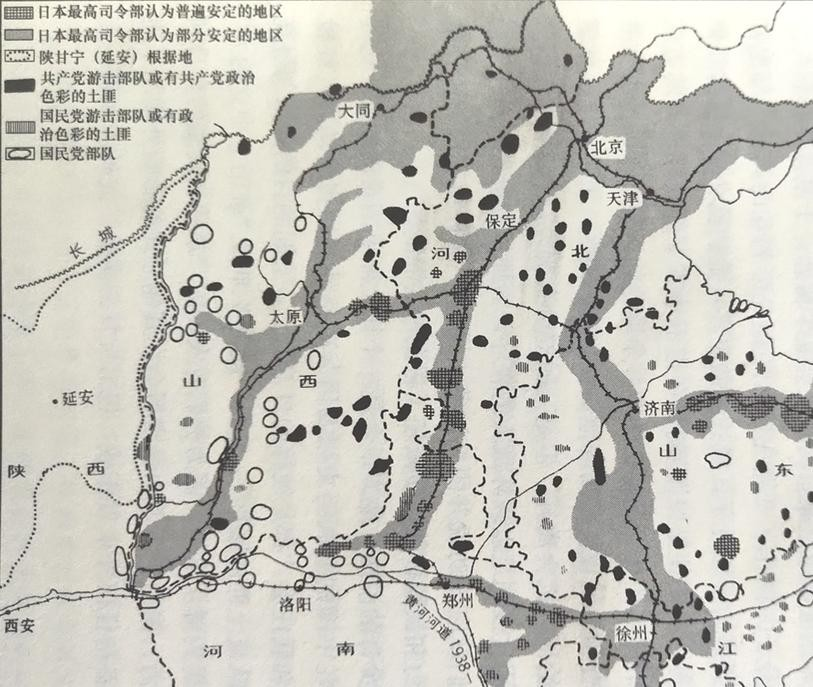 日本最高司令部认为普遍安定的地区
日本最高司令部认为部分安定的地区
陕甘宁（延安）根据地
共产党游击部队或有共产党政治
色彩的土匪
国民党游击部队或有政
治色彩的土匪
国民党部队
大同
北京
天津
保定
长城
河
北
太原
山
西
延安
济南
陕
西
山
东
洛阳
郑州
黄河河道 1938–
西安
徐州
河
南
江